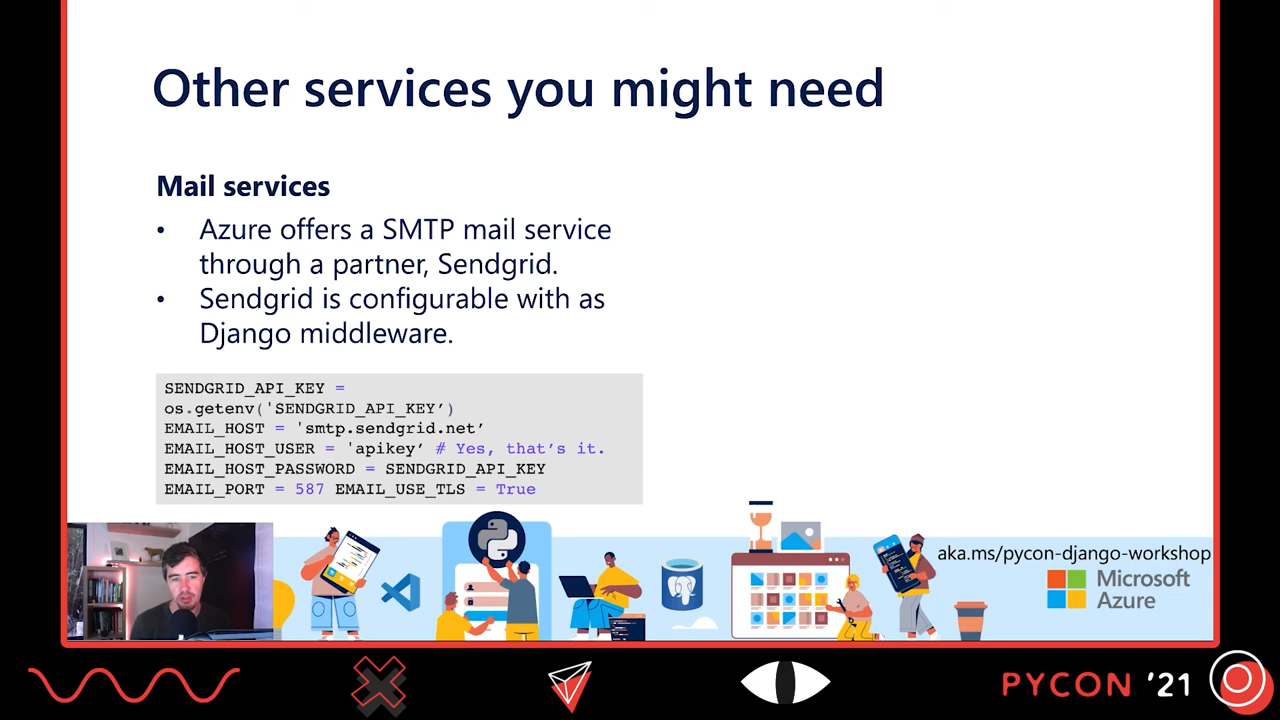 Other services you might need
Mail services
• Azure offers a SMTP mail service
through a partner, Sendgrid.
• Sendgrid is configurable with as
Django middleware.
SENDGRID_API_KEY =
os.getenv('SENDGRID_API_KEY’)
EMAIL_HOST = 'smtp.sendgrid.net’
EMAIL_HOST_USER = 'apikey’ # Yes, that’s it.
EMAIL_HOST_PASSWORD = SENDGRID_API_KEY
EMAIL_PORT = 587 EMAIL_USE_TLS = True
aka.ms/pycon-django-workshop
Microsoft
Azure
PYCON '21